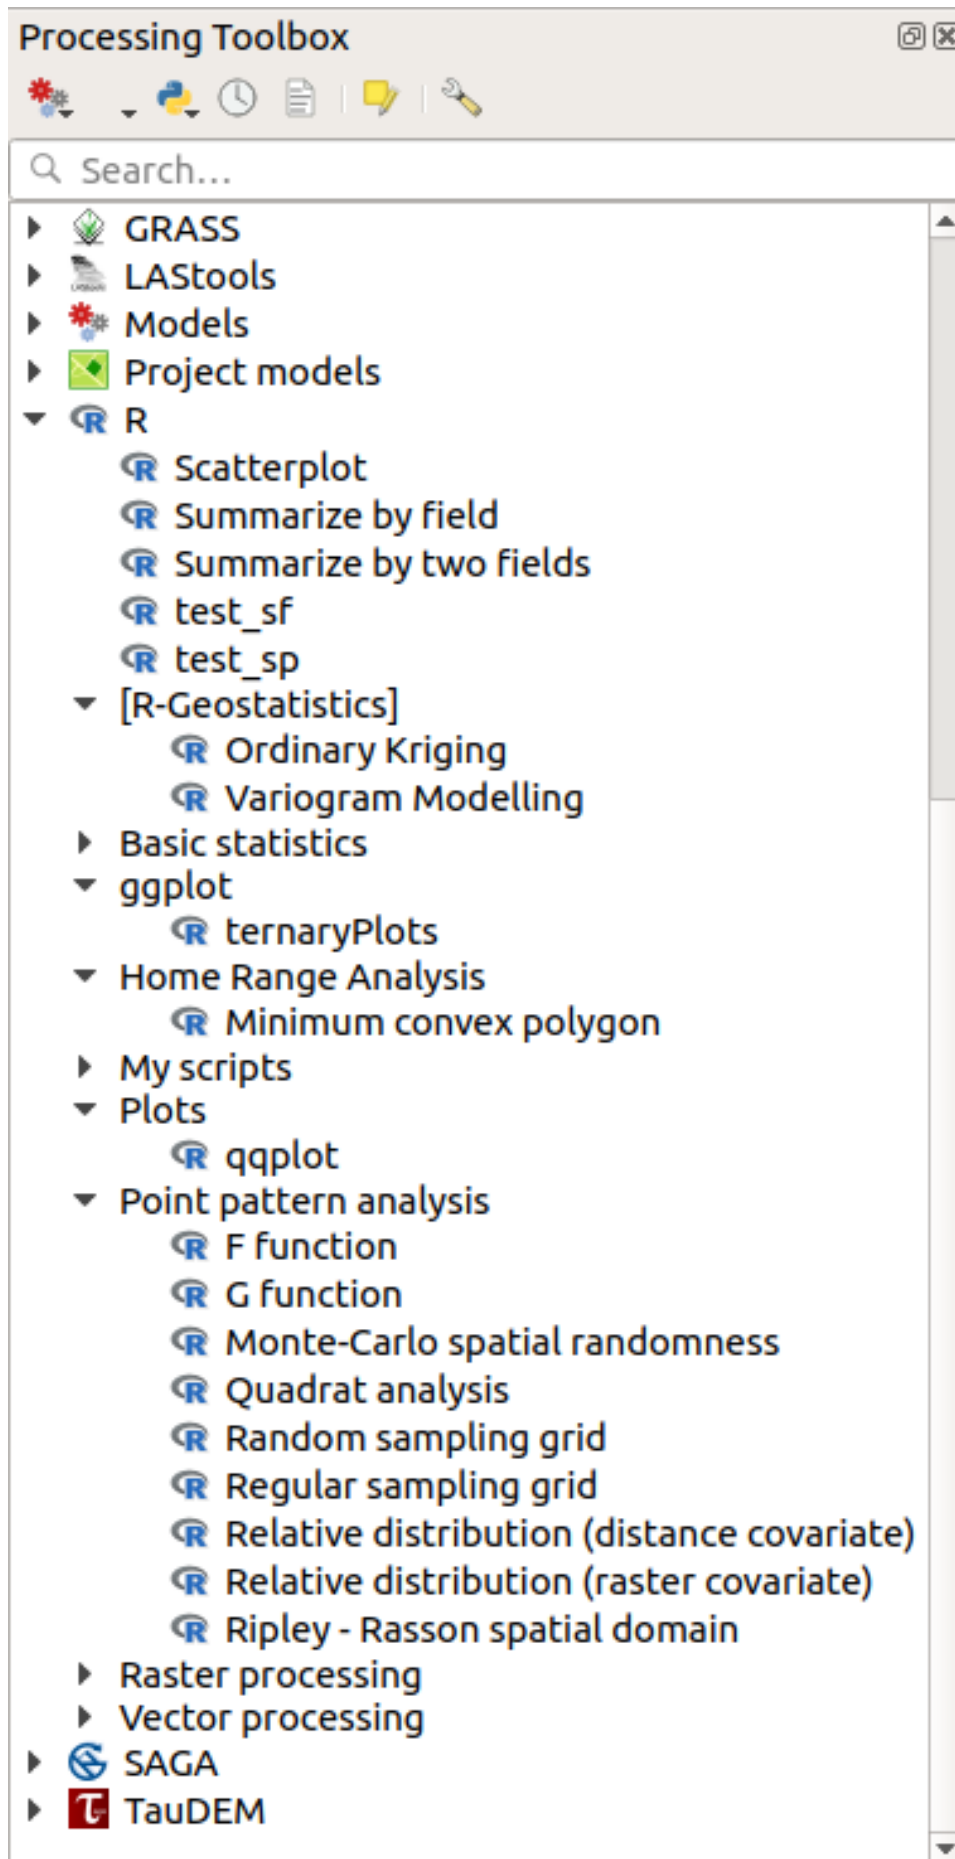 Processing Toolbox
Search...
GRASS
LAStools
Models
Project models
R
Scatterplot
Summarize by field
Summarize by two fields
test_sf
test_sp
[R-Geostatistics]
Ordinary Kriging
Variogram Modelling
Basic statistics
ggplot
ternaryPlots
Home Range Analysis
Minimum convex polygon
My scripts
Plots
qqplot
Point pattern analysis
F function
G function
Monte-Carlo spatial randomness
Quadrat analysis
Random sampling grid
Regular sampling grid
Relative distribution (distance covariate)
Relative distribution (raster covariate)
Ripley - Rasson spatial domain
Raster processing
Vector processing
SAGA
TauDEM